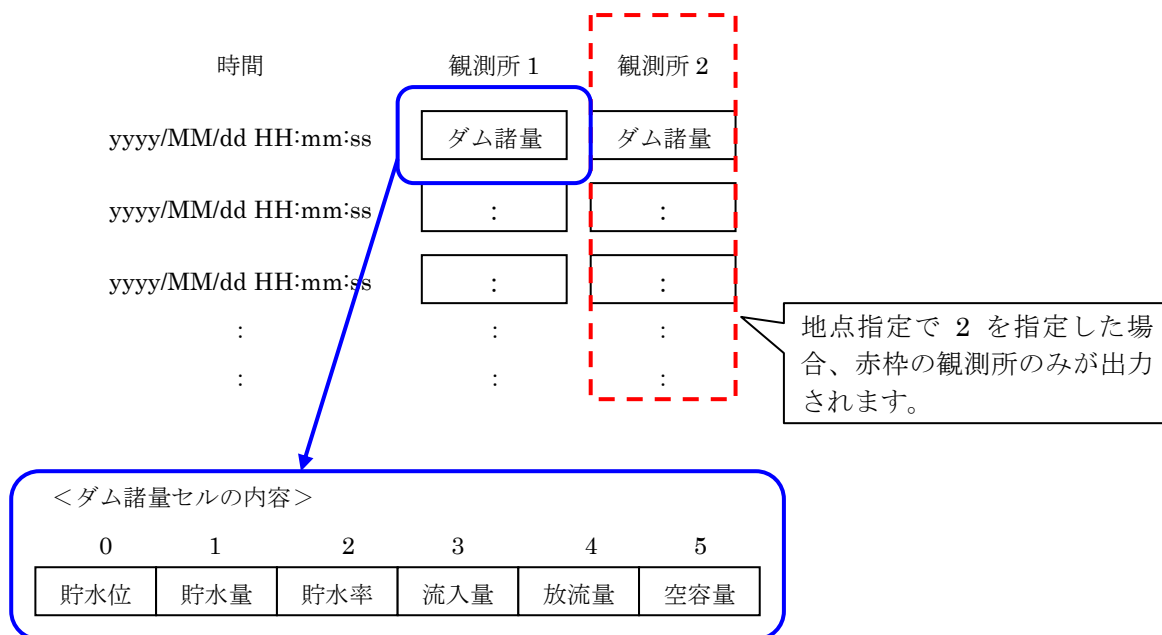 時間 観測所 1 観測所 2
yyyy/MM/dd HH:mm:ss ダム諸量 ダム諸量
yyyy/MM/dd HH:mm:ss : :
yyyy/MM/dd HH:mm:ss : :
: : :
: : :
地点指定で 2 を指定した場
合、赤枠の観測所のみが出力
されます。
＜ダム諸量セルの内容＞
0 1 2 3 4 5
貯水位 貯水量 貯水率 流入量 放流量 空容量